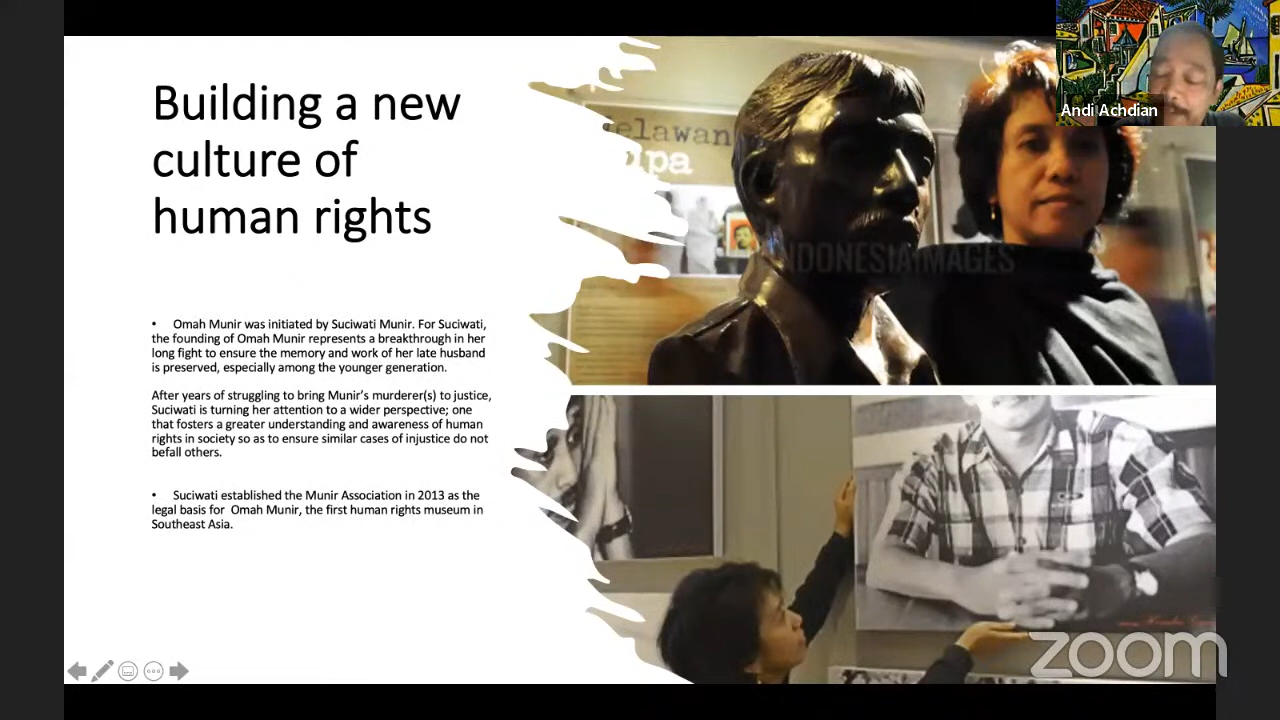 Building a new
culture of
human rights
• Omah Munir was initiated by Suciwati Munir. For Suciwati,
the founding of Omah Munir represents a breakthrough in her
long fight to ensure the memory and work of her late husband
is preserved, especially among the younger generation.
After years of struggling to bring Munir’s murderer(s) to justice,
Suciwati is turning her attention to a wider perspective; one
that fosters a greater understanding and awareness of human
rights in society so as to ensure similar cases of injustice do not
befall others.
• Suciwati established the Munir Association in 2013 as the
legal basis for Omah Munir, the first human rights museum in
Southeast Asia.
Andi Achdian
zoom